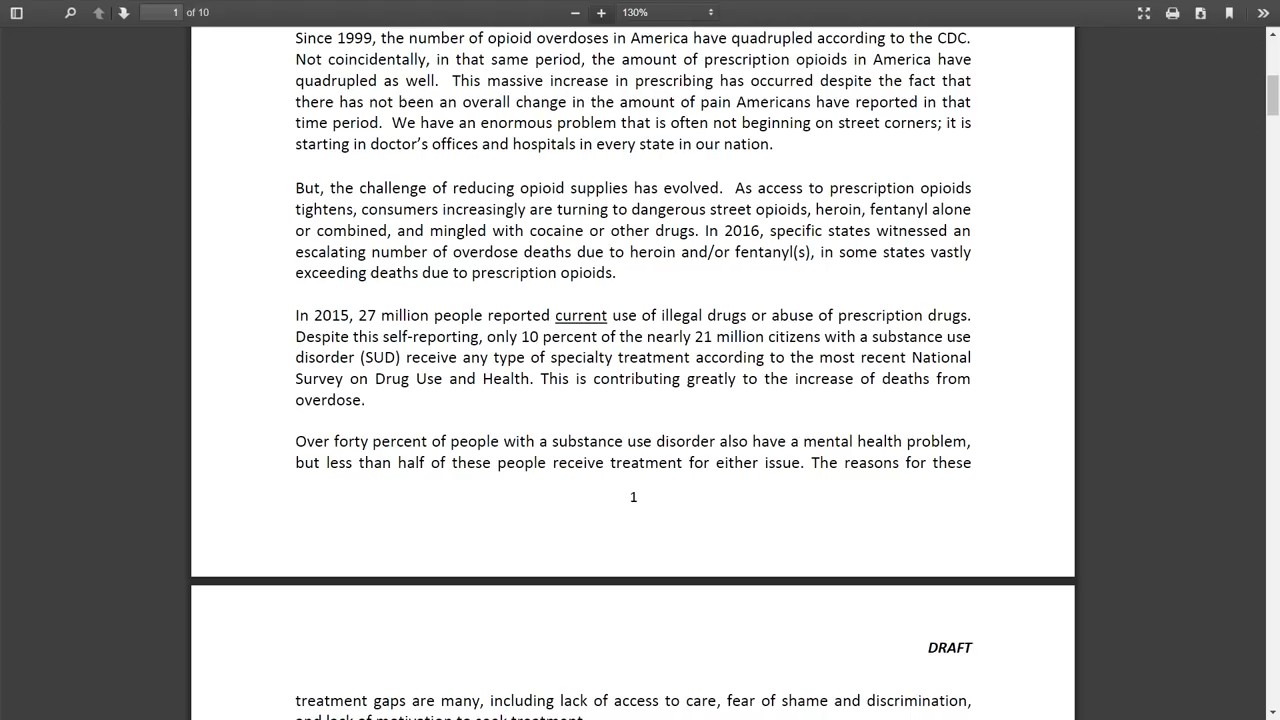 1 of 10
130%
Since 1999, the number of opioid overdoses in America have quadrupled according to the CDC.
Not coincidentally, in that same period, the amount of prescription opioids in America have
quadrupled as well.  This massive increase in prescribing has occurred despite the fact that
there has not been an overall change in the amount of pain Americans have reported in that
time period.  We have an enormous problem that is often not beginning on street corners; it is
starting in doctor’s offices and hospitals in every state in our nation.
But, the challenge of reducing opioid supplies has evolved.  As access to prescription opioids
tightens, consumers increasingly are turning to dangerous street opioids, heroin, fentanyl alone
or combined, and mingled with cocaine or other drugs. In 2016, specific states witnessed an
escalating number of overdose deaths due to heroin and/or fentanyl(s), in some states vastly
exceeding deaths due to prescription opioids.
In 2015, 27 million people reported current use of illegal drugs or abuse of prescription drugs.
Despite this self-reporting, only 10 percent of the nearly 21 million citizens with a substance use
disorder (SUD) receive any type of specialty treatment according to the most recent National
Survey on Drug Use and Health. This is contributing greatly to the increase of deaths from
overdose.
Over forty percent of people with a substance use disorder also have a mental health problem,
but less than half of these people receive treatment for either issue. The reasons for these
1
DRAFT
treatment gaps are many, including lack of access to care, fear of shame and discrimination,
and lack of motivation to seek treatment.